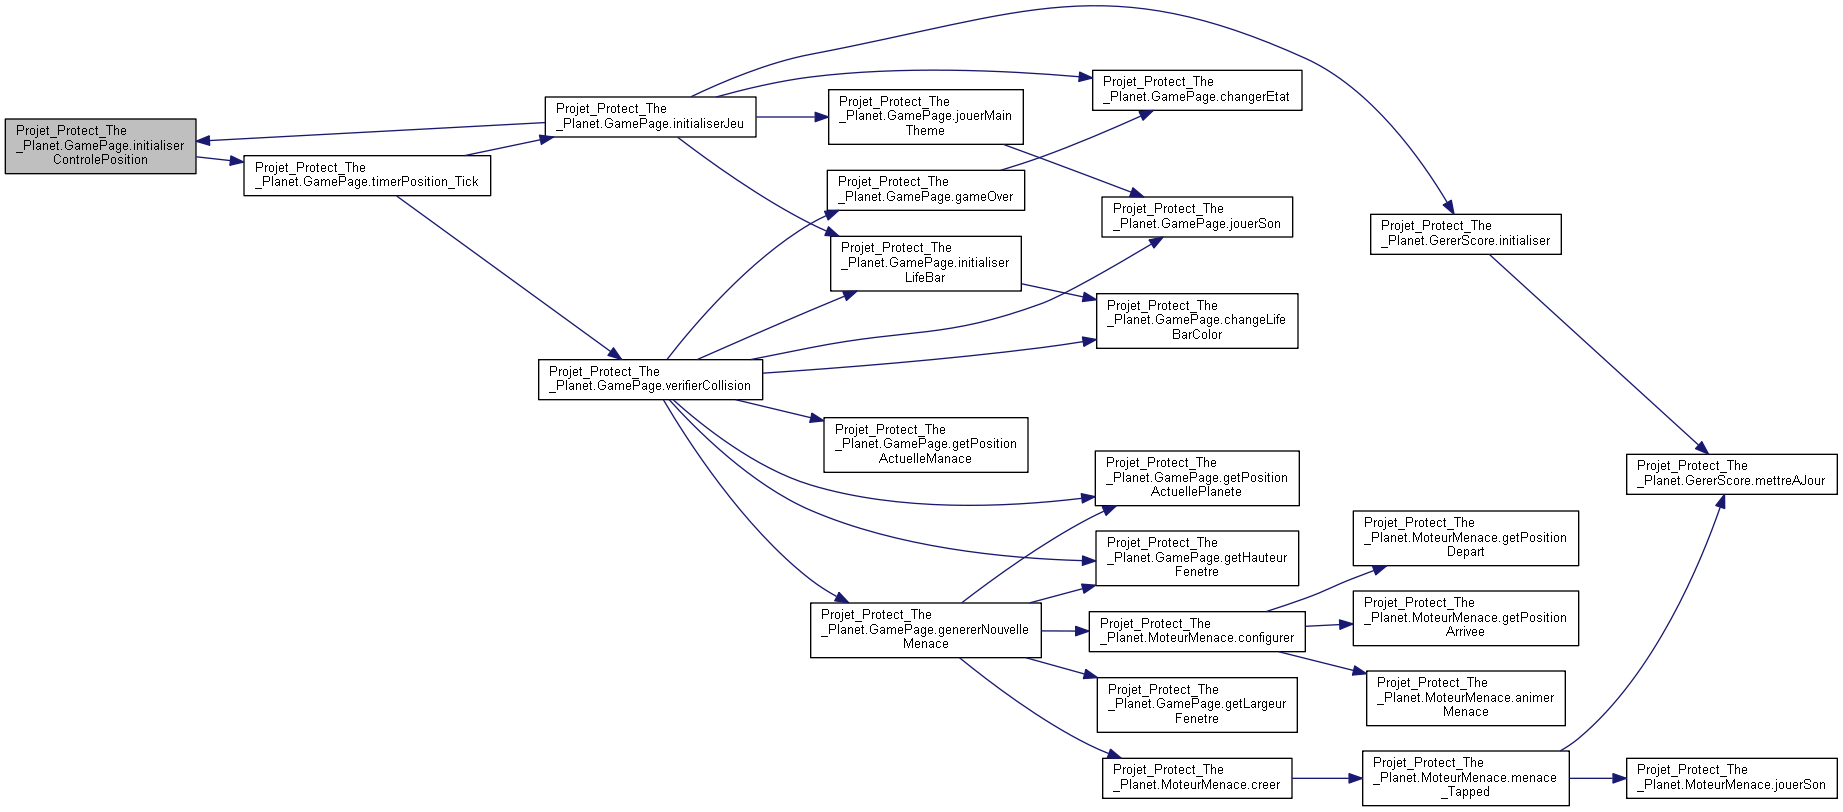 Projet_Protect_The
_Planet.GamePage.initialiser
ControlePosition
Projet_Protect_The
_Planet.GamePage.timerPosition_Tick
Projet_Protect_The
_Planet.GamePage.initialiserJeu
Projet_Protect_The
_Planet.GamePage.verifierCollision
Projet_Protect_The
_Planet.GamePage.jouerMain
Theme
Projet_Protect_The
_Planet.GamePage.gameOver
Projet_Protect_The
_Planet.GamePage.initialiser
LifeBar
Projet_Protect_The
_Planet.GamePage.getPosition
ActuelleManace
Projet_Protect_The
_Planet.GamePage.genererNouvelle
Menace
Projet_Protect_The
_Planet.GamePage.changerEtat
Projet_Protect_The
_Planet.GamePage.jouerSon
Projet_Protect_The
_Planet.GamePage.changeLife
BarColor
Projet_Protect_The
_Planet.GamePage.getPosition
ActuellePlanete
Projet_Protect_The
_Planet.GamePage.getHauteur
Fenetre
Projet_Protect_The
_Planet.MoteurMenace.configurer
Projet_Protect_The
_Planet.GamePage.getLargeur
Fenetre
Projet_Protect_The
_Planet.MoteurMenace.creer
Projet_Protect_The
_Planet.GererScore.initialiser
Projet_Protect_The
_Planet.MoteurMenace.getPosition
Depart
Projet_Protect_The
_Planet.MoteurMenace.getPosition
Arrivee
Projet_Protect_The
_Planet.MoteurMenace.animer
Menace
Projet_Protect_The
_Planet.MoteurMenace.menace
_Tapped
Projet_Protect_The
_Planet.GererScore.mettreAJour
Projet_Protect_The
_Planet.MoteurMenace.jouerSon